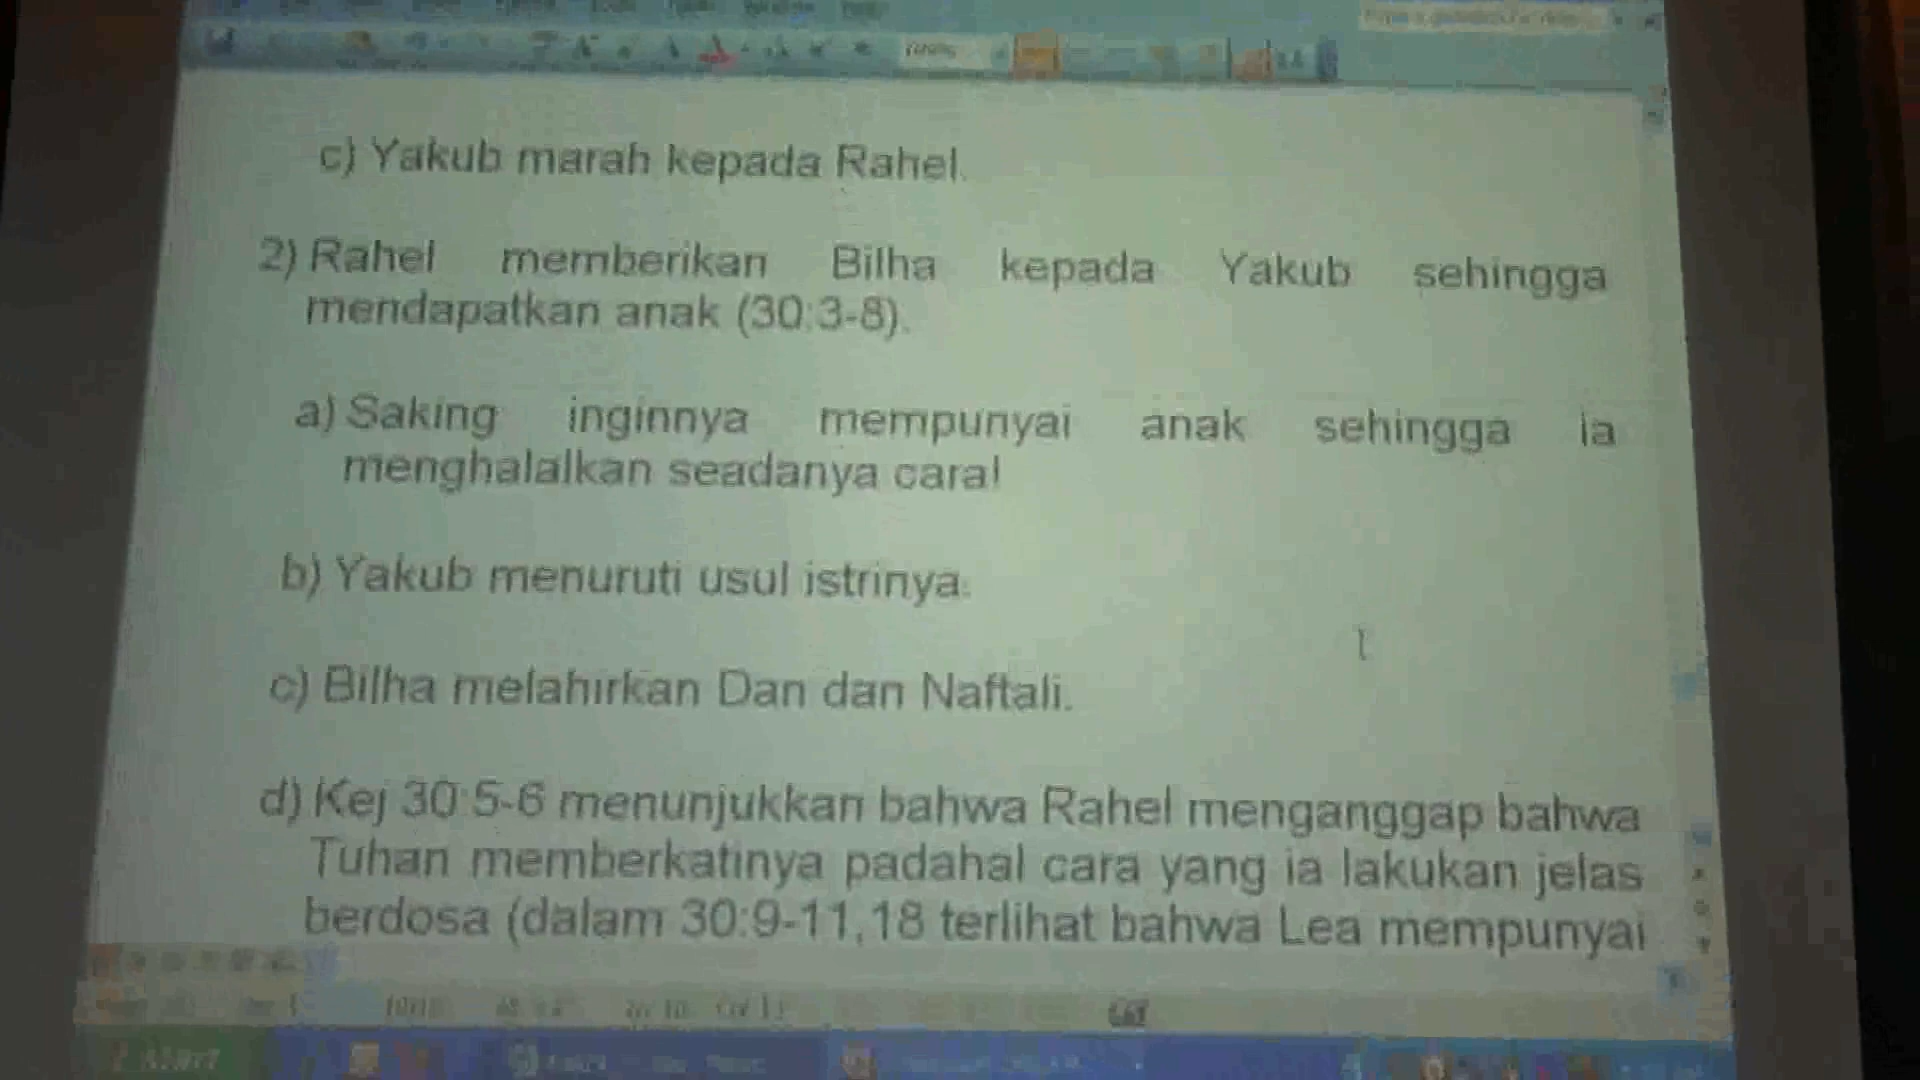 c) Yakub marah kepada Rahel.
2) Rahel memberikan Bilha kepada Yakub sehingga
mendapatkan anak (30:3-8).
a) Saking inginnya mempunyai anak sehingga ia
menghalalkan seadanya cara!
b) Yakub menuruti usul istrinya.
c) Bilha melahirkan Dan dan Naftali.
d) Kej 30:5-6 menunjukkan bahwa Rahel menganggap bahwa
Tuhan memberkatinya padahal cara yang ia lakukan jelas
berdosa (dalam 30:9-11,18 terlihat bahwa Lea mempunyai
start